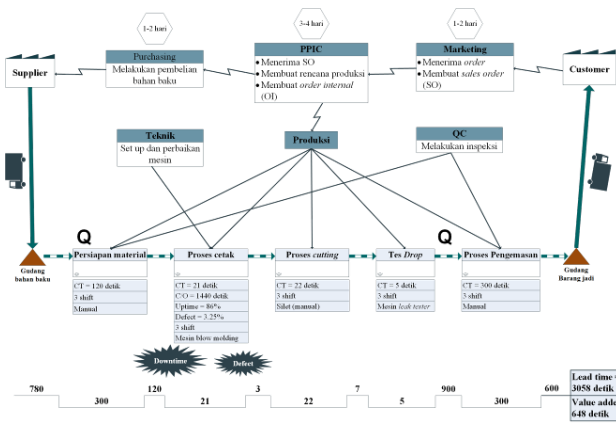 1-2 hari
3-4 hari
1-2 hari
Supplier
Purchasing
Melakukan pembelian
bahan baku
PPIC
• Menerima SO
• Membuat rencana produksi
• Membuat order internal
(OI)
Marketing
• Menerima order
• Membuat sales order
(SO)
Customer
Teknik
Set up dan perbaikan
mesin
Produksi
QC
Melakukan inspeksi
Q
Q
Gudang
bahan baku
Persiapan material
CT = 120 detik
3 shift
Manual
Proses cetak
CT = 21 detik
C/O = 1440 detik
Uptime = 86%
Defect = 3.25%
3 shift
Mesin blow molding
Proses cutting
CT = 22 detik
3 shift
Silet (manual)
Tes Drop
CT = 5 detik
3 shift
Mesin leak tester
Proses Pengemasan
CT = 300 detik
3 shift
Manual
Gudang
Barang jadi
Downtime
Defect
780
120
3
7
900
600
300
21
22
5
300
Lead time =
3058 detik
Value adde
648 detik